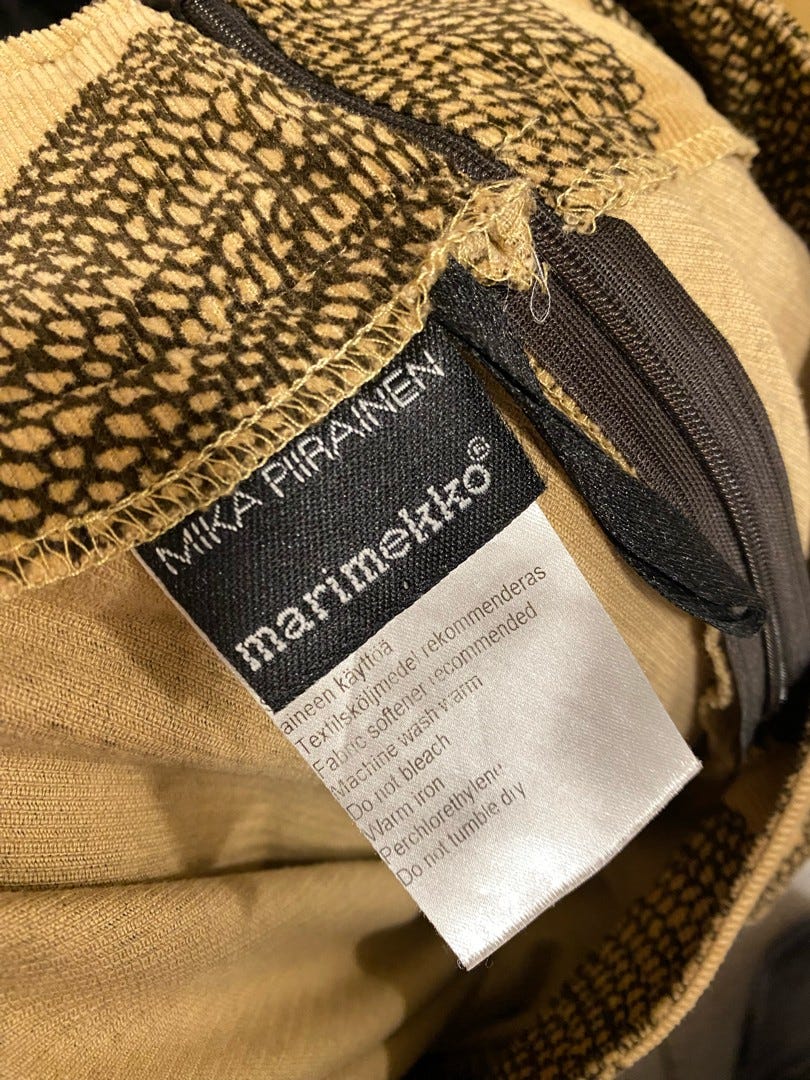 MIKA PIIRAINEN
marimekko®
aineen käyttöä
Textilsköljmedel rekommenderas
Fabric softener recommended
Machine wash warm
Do not bleach
Warm iron
Perchlorethylene
Do not tumble dry